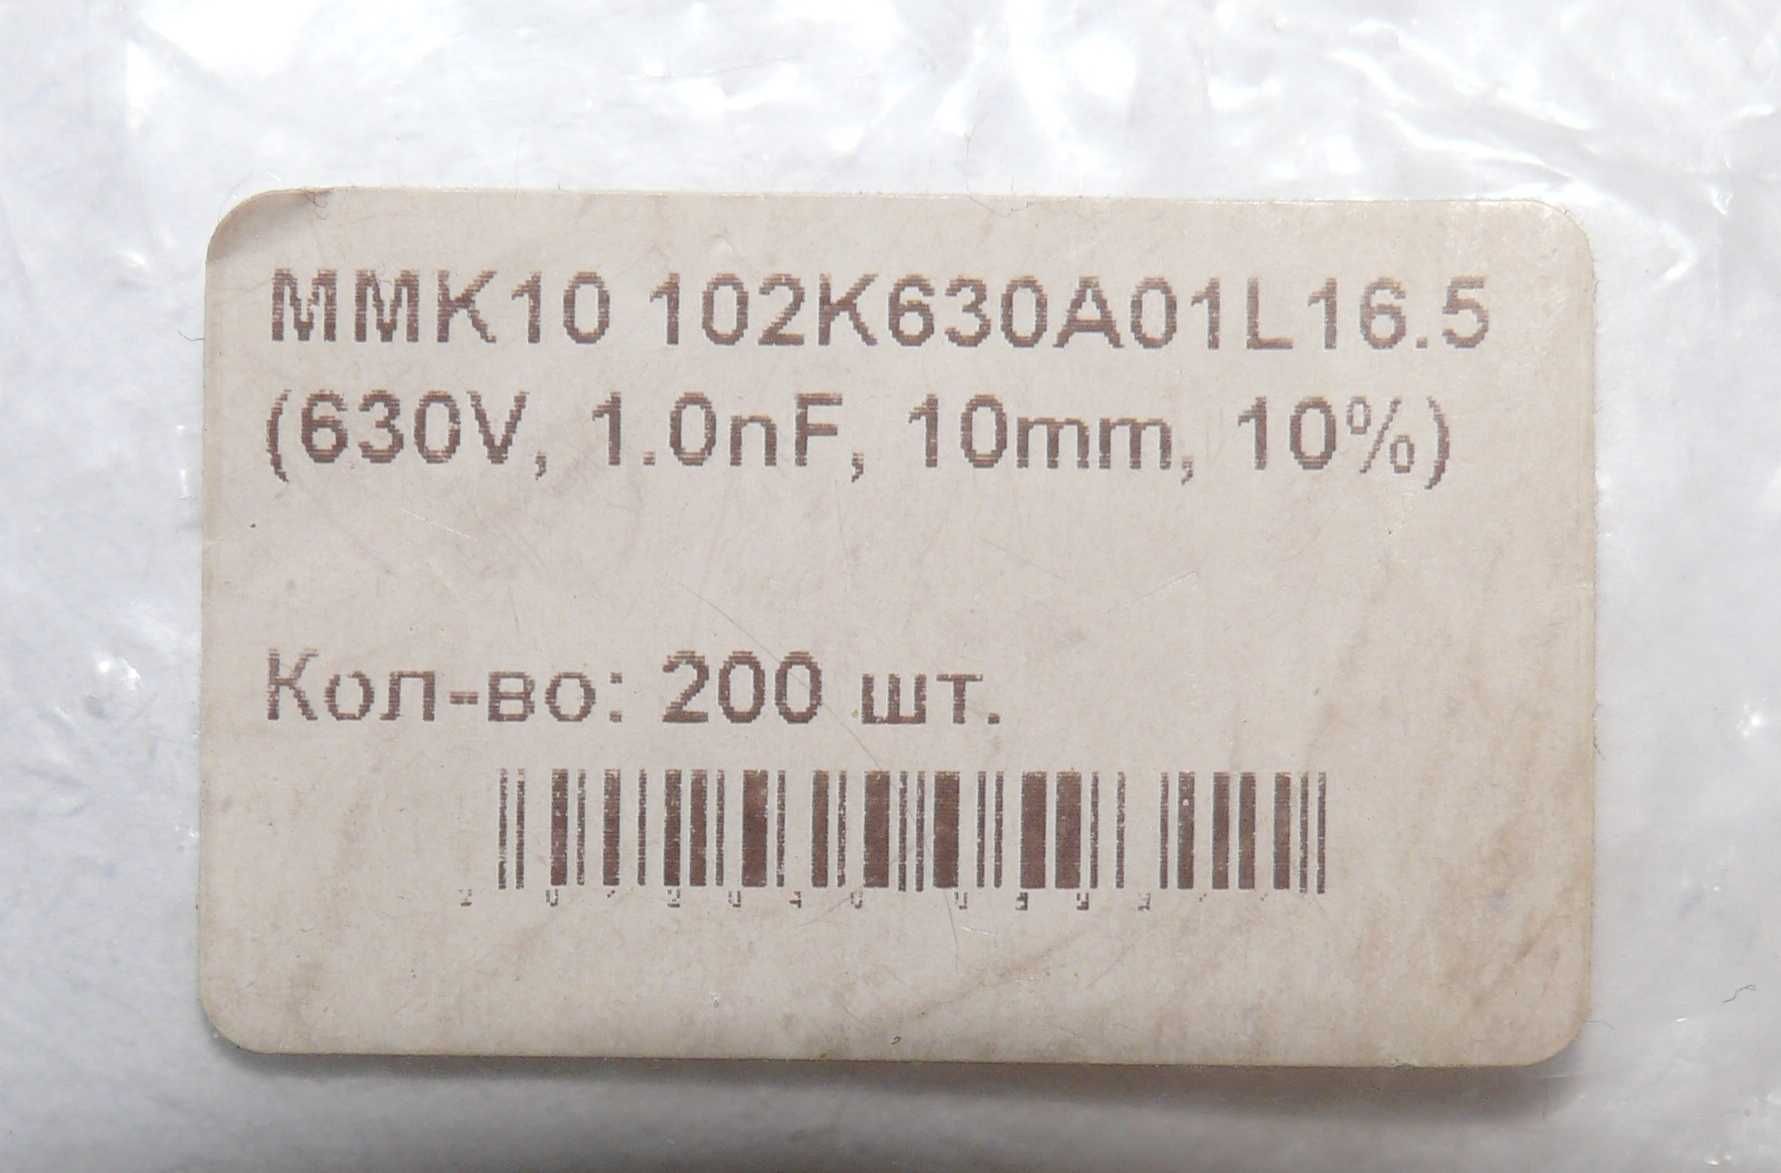 MMK10 102K630A01L16.5
(630V, 1.0nF, 10mm, 10%)
Кол-во: 200 шт.